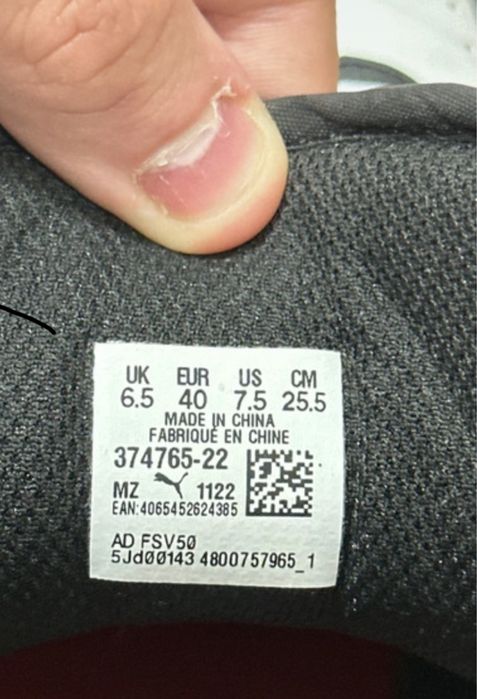 UK EUR US CM
6.5 40 7.5 25.5
MADE IN CHINA
FABRIQUÉ EN CHINE
374765-22
MZ 1122
EAN:4065452624385
AD FSV50
5Jd00143 4800757965_1